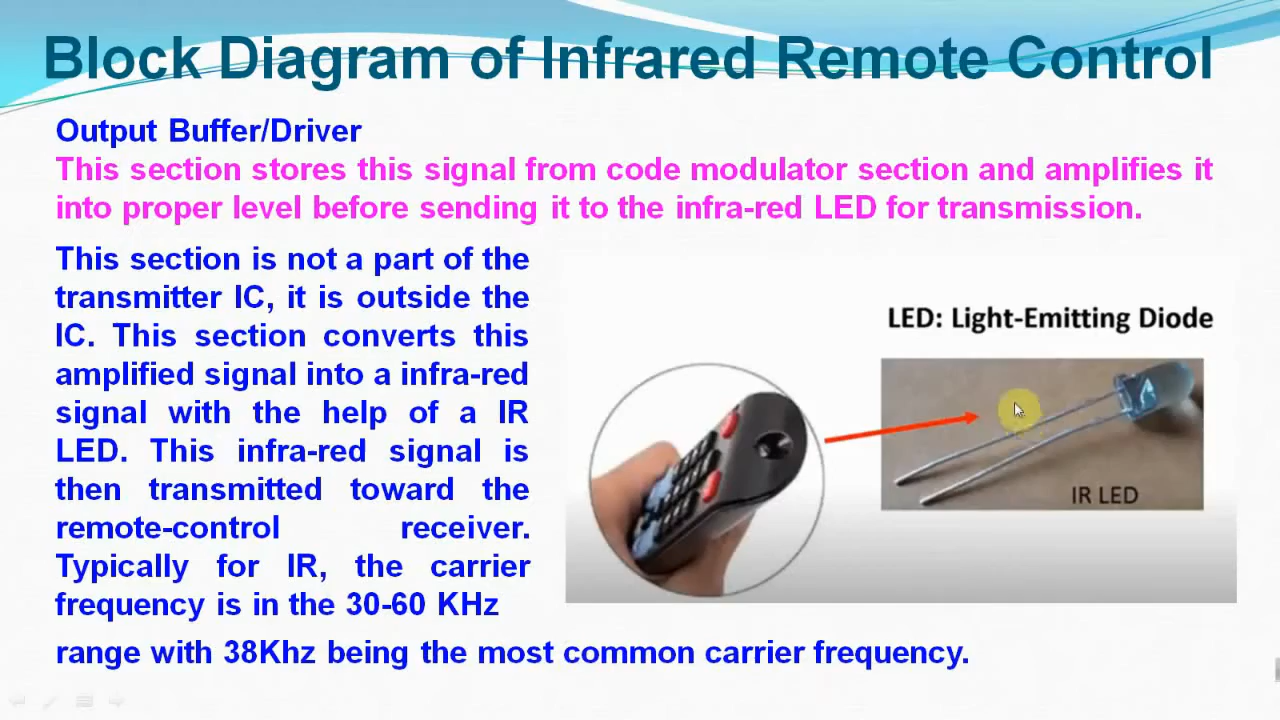 Block Diagram of Infrared Remote Control
Output Buffer/Driver
This section stores this signal from code modulator section and amplifies it
into proper level before sending it to the infra-red LED for transmission.
This section is not a part of the
transmitter IC, it is outside the
IC. This section converts this
amplified signal into a infra-red
signal with the help of a IR
LED. This infra-red signal is
then transmitted toward the
remote-control receiver.
Typically for IR, the carrier
frequency is in the 30-60 KHz
range with 38Khz being the most common carrier frequency.
LED: Light-Emitting Diode
IR LED